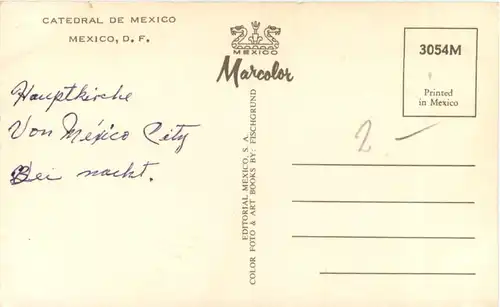 CATEDRAL DE MEXICO
MEXICO, D. F.
MEXICO
Marcolor
3054M
Printed
in Mexico
Hauptkirche
Von México City
Bei nackt.
2 —
EDITORIAL MEXICO, S. A.
COLOR FOTO & ART BOOKS BY: FISCHGRUND